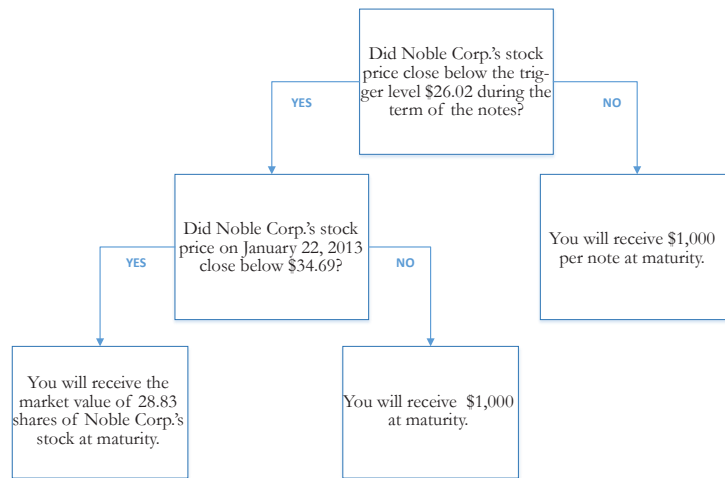 Did Noble Corp.'s stock
price close below the trig-
ger level $26.02 during the
term of the notes?
YES
NO
Did Noble Corp.'s stock
price on January 22, 2013
close below $34.69?
You will receive $1,000
per note at maturity.
YES
NO
You will receive the
market value of 28.83
shares of Noble Corp.'s
stock at maturity.
You will receive $1,000
at maturity.